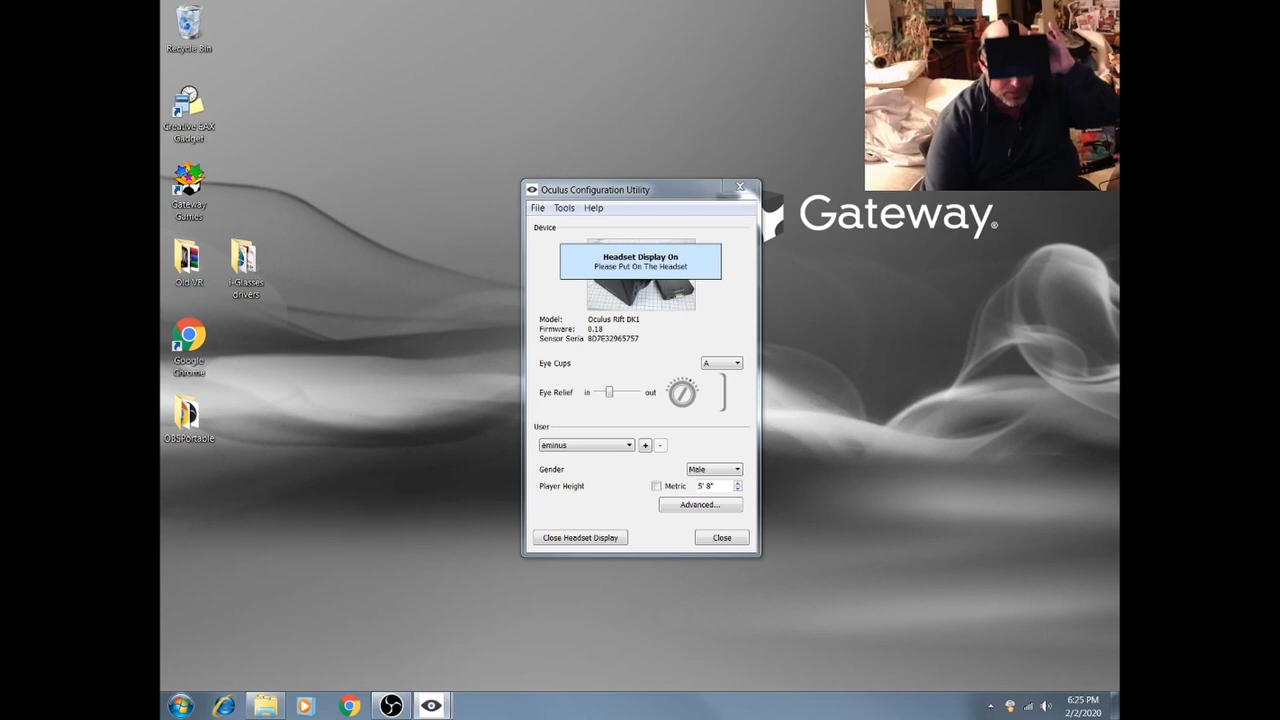 Recycle Bin
Creative EAX
Gadget
Gateway
Games
Old VR
i-Glasses
drivers
Google
Chrome
OBSPortable
Gateway®
Oculus Configuration Utility
File Tools Help
Device
Headset Display On
Please Put On The Headset
Model: Oculus Rift DK1
Firmware: 0.18
Sensor Seria 8D7E32965757
Eye Cups A
Eye Relief in out
User
eminus + -
Gender Male
Player Height Metric 5' 8"
Advanced...
Close Headset Display Close
6:25 PM
2/2/2020